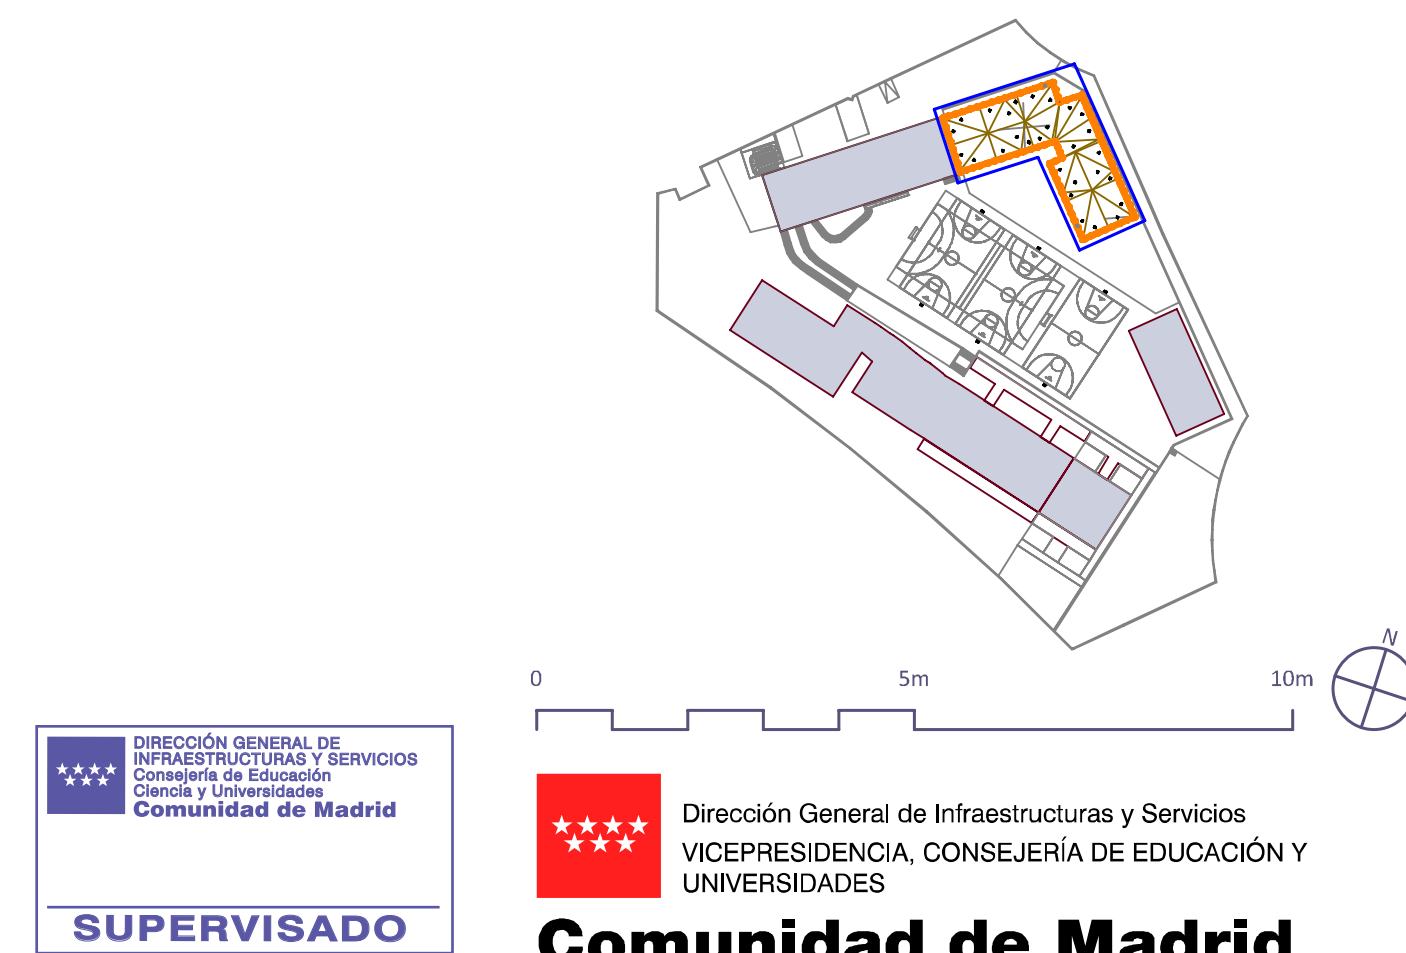 N
0 5m 10m
DIRECCIÓN GENERAL DE
INFRAESTRUCTURAS Y SERVICIOS
Consejería de Educación
Ciencia y Universidades
Comunidad de Madrid
SUPERVISADO
Dirección General de Infraestructuras y Servicios
VICEPRESIDENCIA, CONSEJERÍA DE EDUCACIÓN Y
UNIVERSIDADES
Comunidad de Madrid